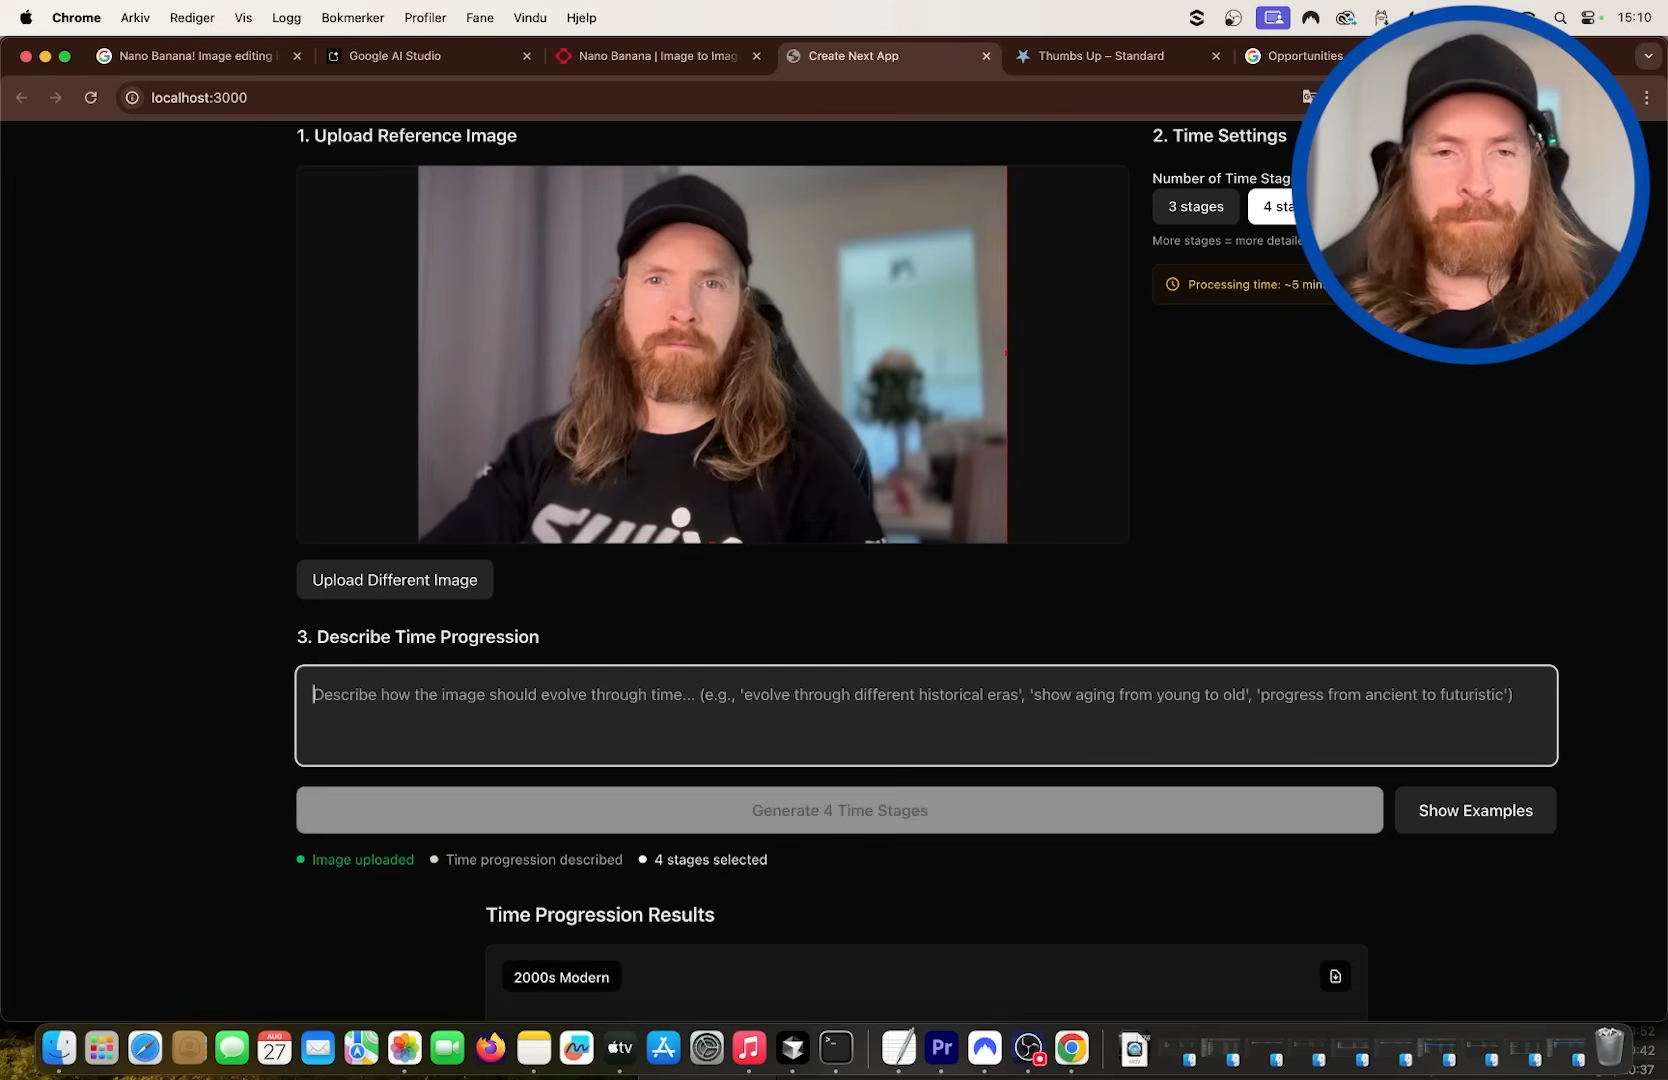 Chrome Arkiv Rediger Vis Logg Bokmerker Profiler Fane Vindu Hjelp 15:10
Nano Banana! Image editing Google AI Studio Nano Banana | Image to Imag Create Next App Thumbs Up – Standard Opportunities
localhost:3000
1. Upload Reference Image
2. Time Settings
Number of Time Stag
3 stages 4 sta
More stages = more detaile
Processing time: ~5 min
Upload Different Image
3. Describe Time Progression
Describe how the image should evolve through time... (e.g., 'evolve through different historical eras', 'show aging from young to old', 'progress from ancient to futuristic')
Generate 4 Time Stages
Show Examples
Image uploaded Time progression described 4 stages selected
Time Progression Results
2000s Modern
AUG
27
tv
Pr